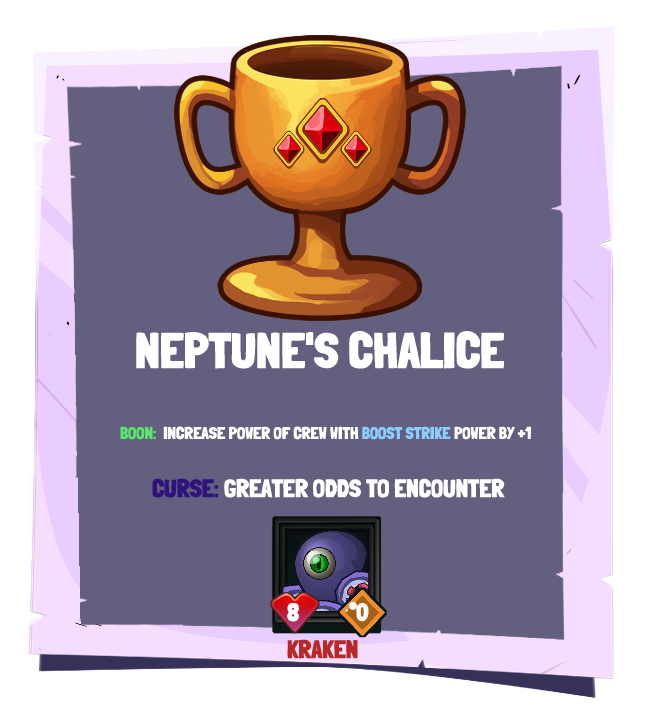 NEPTUNE'S CHALICE
BOON: INCREASE POWER OF CREW WITH BOOST STRIKE POWER BY +1
CURSE: GREATER ODDS TO ENCOUNTER
8 0
KRAKEN